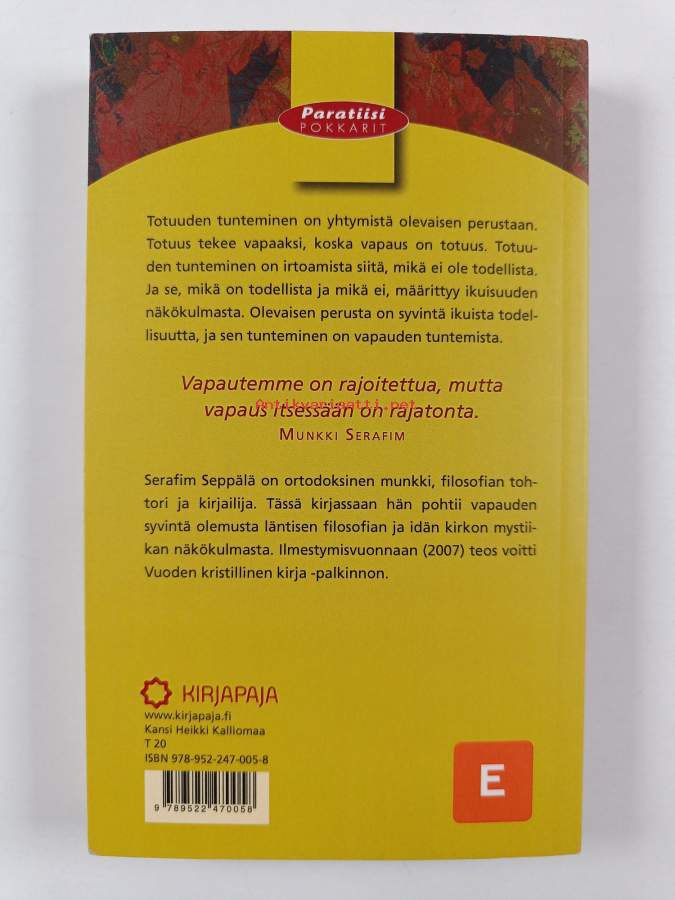 Paratiisi
POKKARIT
Totuuden tunteminen on yhtymistä olevaisen perustaan.
Totuus tekee vapaaksi, koska vapaus on totuus. Totuu-
den tunteminen on irtoamista siitä, mikä ei ole todellista.
Ja se, mikä on todellista ja mikä ei, määrittyy ikuisuuden
näkökulmasta. Olevaisen perusta on syvintä ikuista todel-
lisuutta, ja sen tunteminen on vapauden tuntemista.
Vapautemme on rajoitettua, mutta
Antikvariaatti.net
vapaus itsessään on rajatonta.
MUNKKI SERAFIM
Serafim Seppälä on ortodoksinen munkki, filosofian toh-
tori ja kirjailija. Tässä kirjassaan hän pohtii vapauden
syvintä olemusta läntisen filosofian ja idän kirkon mystii-
kan näkökulmasta. Ilmestymisvuonnaan (2007) teos voitti
Vuoden kristillinen kirja -palkinnon.
KIRJAPAJA
www.kirjapaja.fi
Kansi Heikki Kalliomaa
T 20
ISBN 978-952-247-005-8
9 789522 470058
E